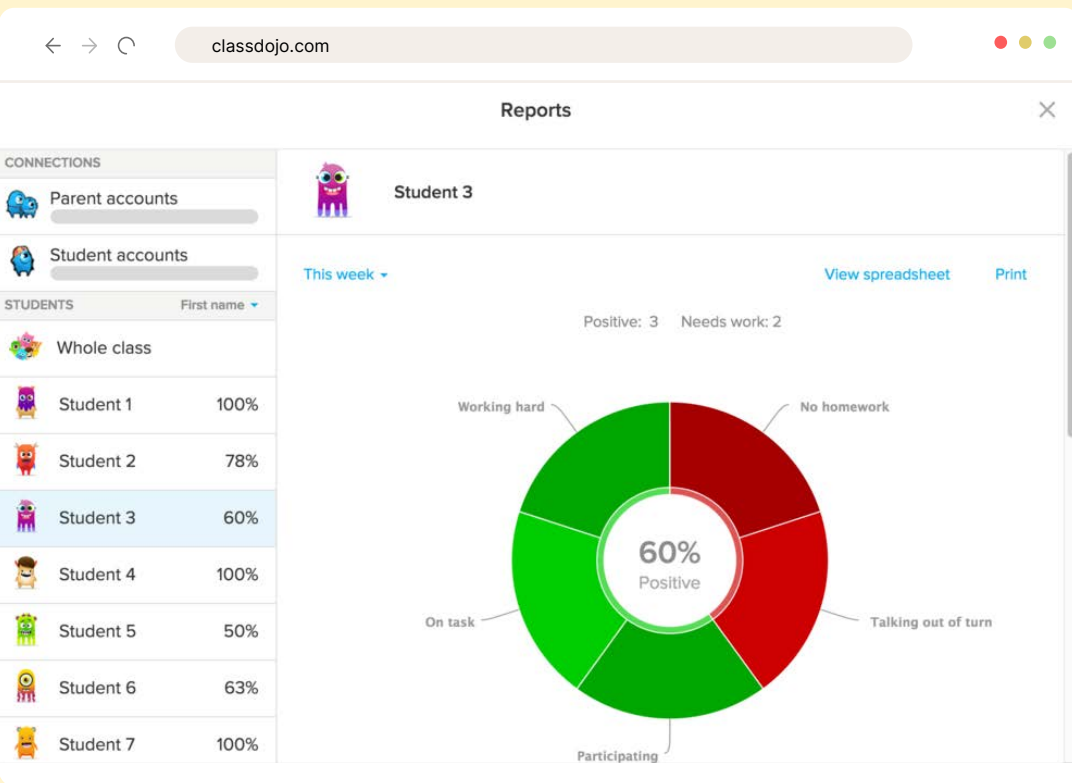 classdojo.com
Reports
CONNECTIONS
Parent accounts
Student accounts
STUDENTS First name
Whole class
Student 1 100%
Student 2 78%
Student 3 60%
Student 4 100%
Student 5 50%
Student 6 63%
Student 7 100%
Student 3
This week View spreadsheet Print
Positive: 3 Needs work: 2
Working hard No homework
60%
Positive
On task Talking out of turn
Participating